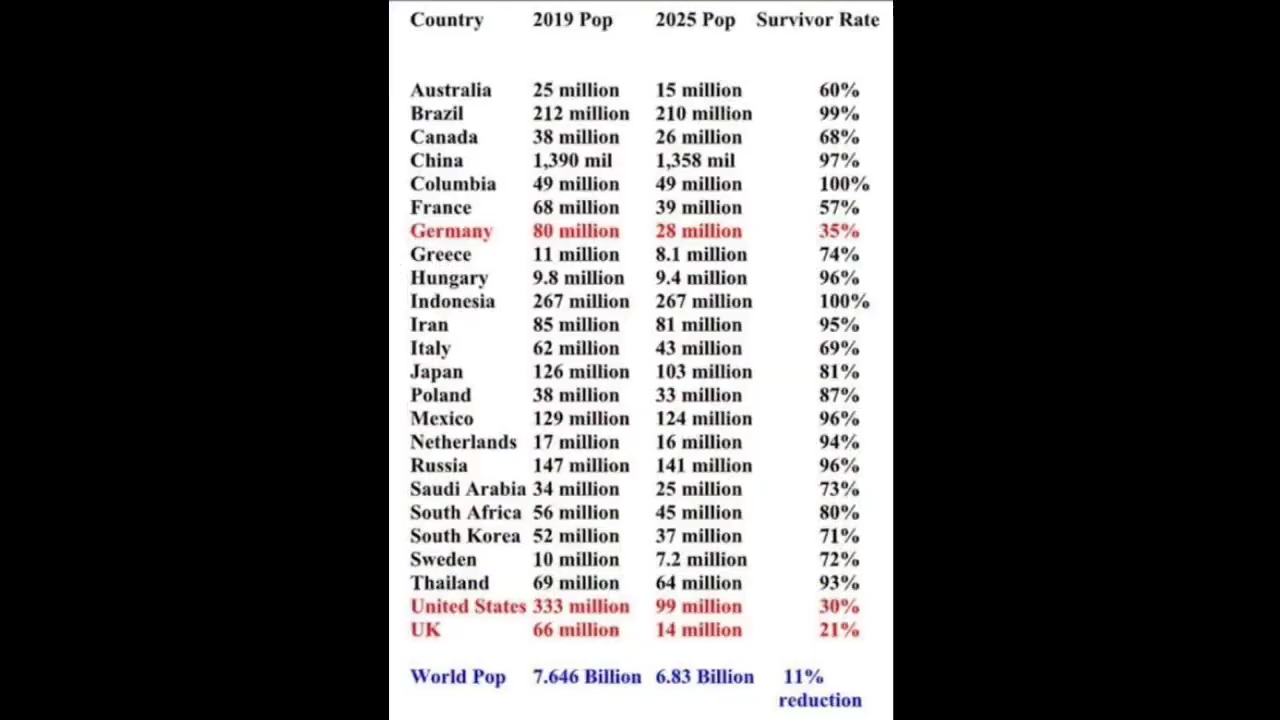 Country 2019 Pop 2025 Pop Survivor Rate
Australia 25 million 15 million 60%
Brazil 212 million 210 million 99%
Canada 38 million 26 million 68%
China 1,390 mil 1,358 mil 97%
Columbia 49 million 49 million 100%
France 68 million 39 million 57%
Germany 80 million 28 million 35%
Greece 11 million 8.1 million 74%
Hungary 9.8 million 9.4 million 96%
Indonesia 267 million 267 million 100%
Iran 85 million 81 million 95%
Italy 62 million 43 million 69%
Japan 126 million 103 million 81%
Poland 38 million 33 million 87%
Mexico 129 million 124 million 96%
Netherlands 17 million 16 million 94%
Russia 147 million 141 million 96%
Saudi Arabia 34 million 25 million 73%
South Africa 56 million 45 million 80%
South Korea 52 million 37 million 71%
Sweden 10 million 7.2 million 72%
Thailand 69 million 64 million 93%
United States 333 million 99 million 30%
UK 66 million 14 million 21%
World Pop 7.646 Billion 6.83 Billion 11%
reduction